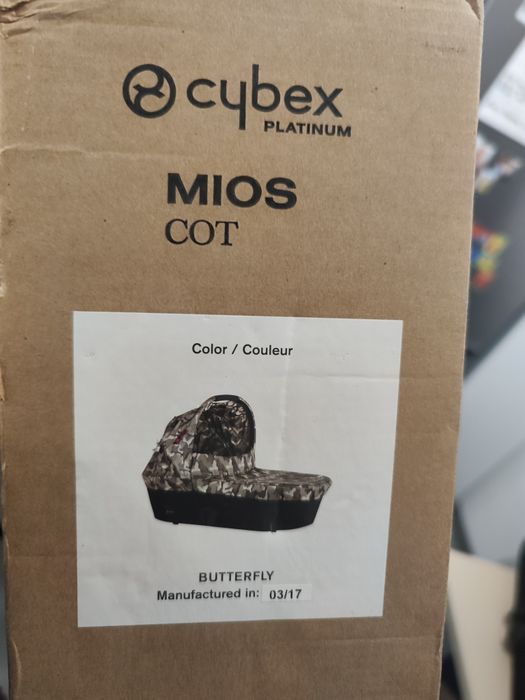 cybex
PLATINUM
MIOS
COT
Color / Couleur
BUTTERFLY
Manufactured in: 03/17